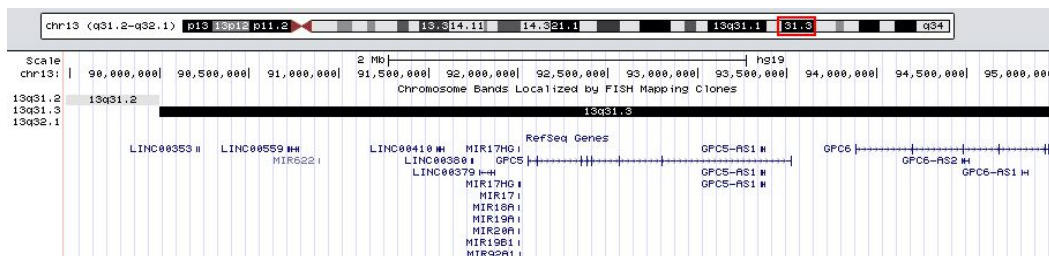 chr13 (q31.2-q32.1) p13 13p12 p11.2 13.3 14.11 14.3 21.1 13q31.1 31.3 q34
Scale 2 Mb hg19
chr13: 90,000,000 90,500,000 91,000,000 91,500,000 92,000,000 92,500,000 93,000,000 93,500,000 94,000,000 94,500,000 95,000,00
Chromosome Bands Localized by FISH Mapping Clones
13q31.2 13q31.2
13q31.3 13q31.3
13q32.1
RefSeq Genes
LINC00353 LINC00559 LINC00410 MIR17HG GPC5-AS1 GPC6
MIR622 LINC00380 GPC5 GPC6-AS2
LINC00379 GPC5-AS1 GPC6-AS1
MIR17HG GPC5-AS1
MIR17
MIR18A
MIR19A
MIR20A
MIR19B1
MIR92A1